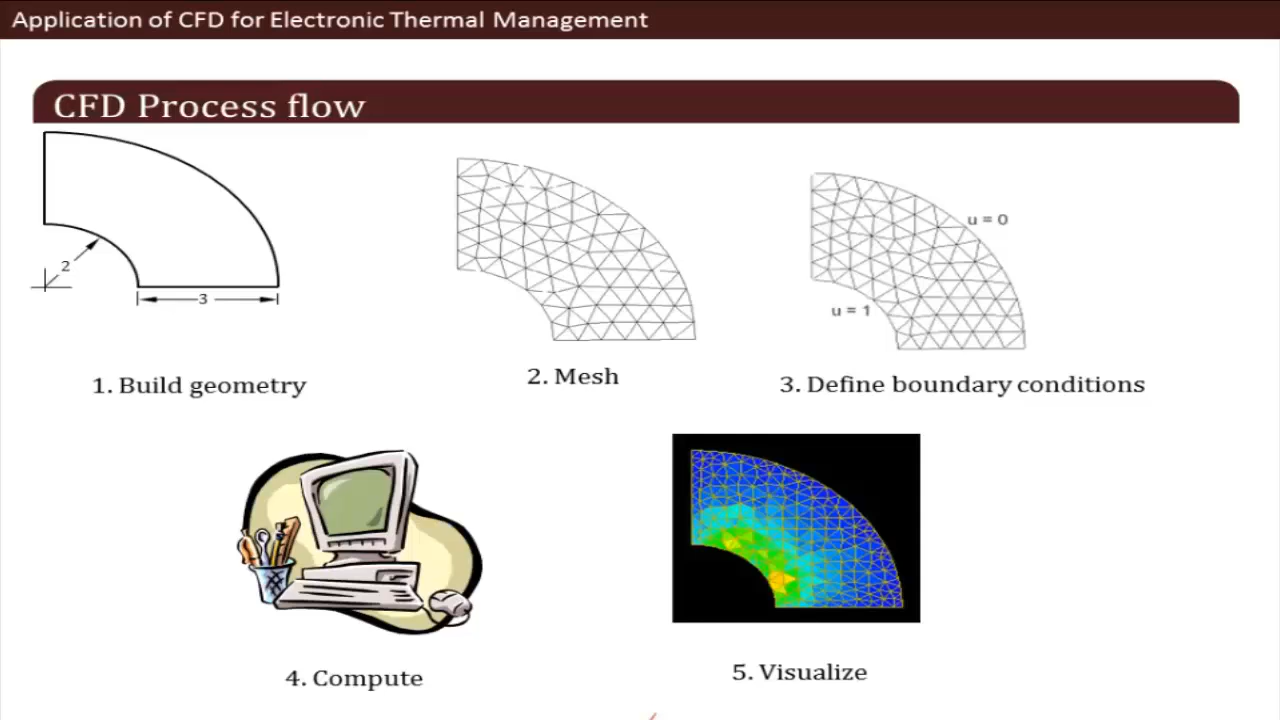 Application of CFD for Electronic Thermal Management
CFD Process flow
2
3
u = 0
u = 1
1. Build geometry
2. Mesh
3. Define boundary conditions
4. Compute
5. Visualize